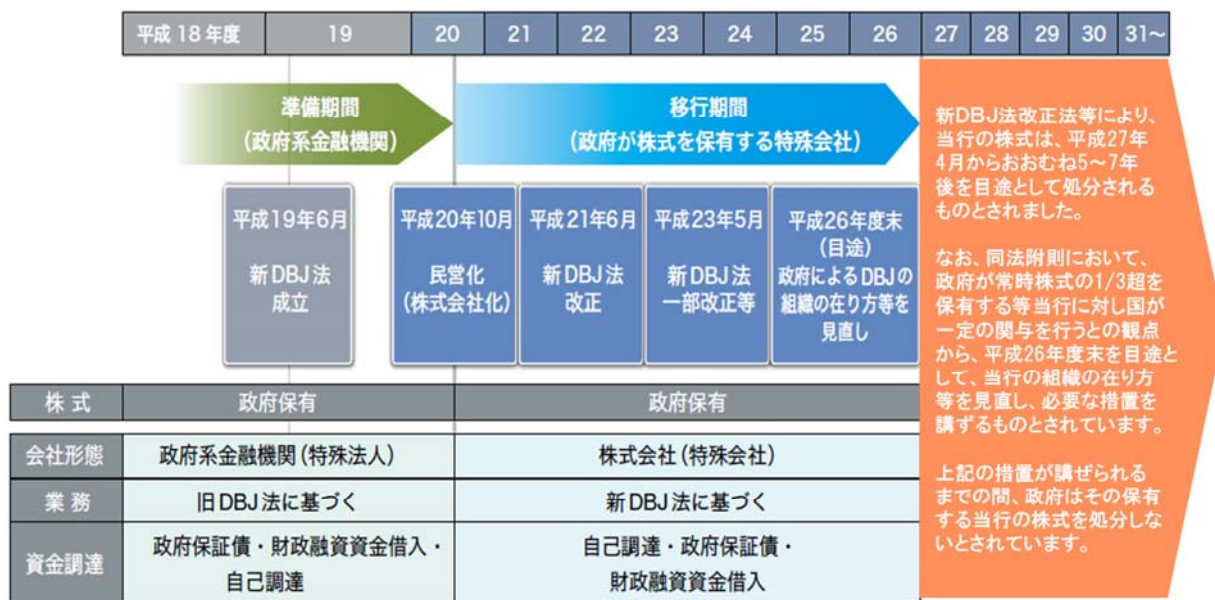 平成18年度 19 20 21 22 23 24 25 26 27 28 29 30 31～
準備期間
(政府系金融機関)
移行期間
(政府が株式を保有する特殊会社)
平成19年6月
新DBJ法
成立
平成20年10月
民営化
(株式会社化)
平成21年6月
新DBJ法
改正
平成23年5月
新DBJ法
一部改正等
平成26年度末
(目途)
政府によるDBJの
組織の在り方等を
見直し
新DBJ法改正法等により、
当行の株式は、平成27年
4月からおおむね5～7年
後を目途として処分される
ものとされました。
なお、同法附則において、
政府が常時株式の1/3超を
保有する等当行に対し国が
一定の関与を行うとの観点
から、平成26年度末を目途と
して、当行の組織の在り方
等を見直し、必要な措置を
講ずるものとされています。
上記の措置が講ぜられる
までの間、政府はその保有
する当行の株式を処分しな
いとされています。
株式 政府保有 政府保有
会社形態 政府系金融機関(特殊法人) 株式会社(特殊会社)
業務 旧DBJ法に基づく 新DBJ法に基づく
資金調達 政府保証債・財政融資資金借入・
自己調達
自己調達・政府保証債・
財政融資資金借入